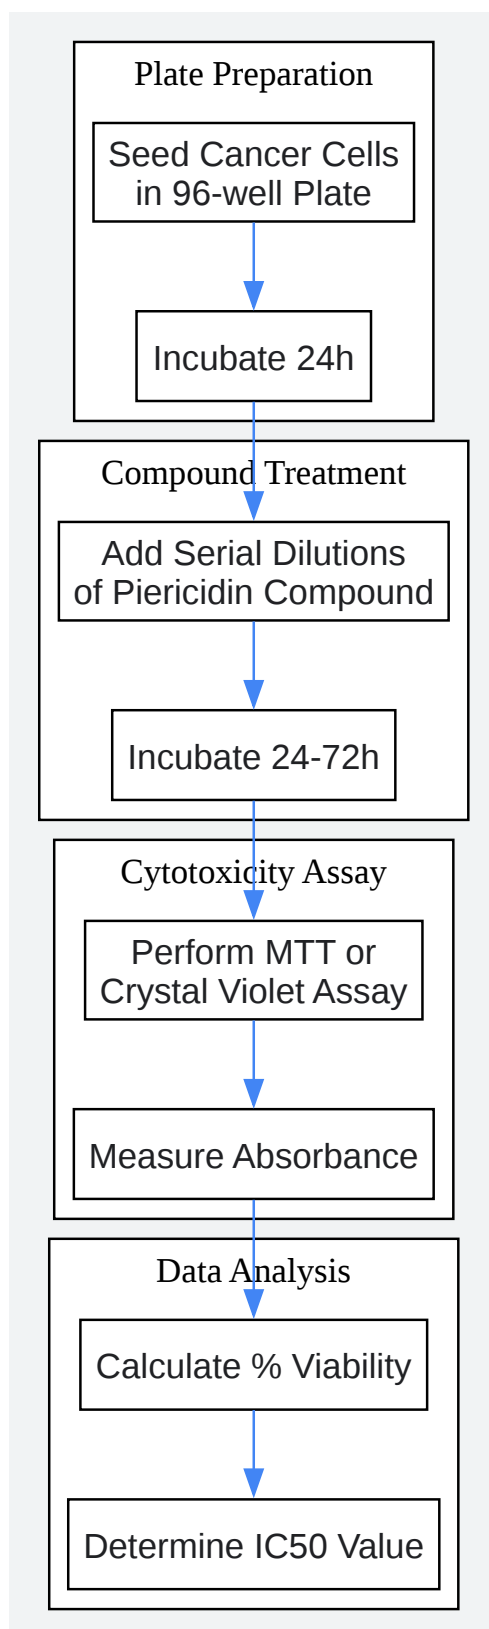 Plate Preparation
Seed Cancer Cells
in 96-well Plate
Incubate 24h
Compound Treatment
Add Serial Dilutions
of Piericidin Compound
Incubate 24-72h
Cytotoxicity Assay
Perform MTT or
Crystal Violet Assay
Measure Absorbance
Data Analysis
Calculate % Viability
Determine IC50 Value